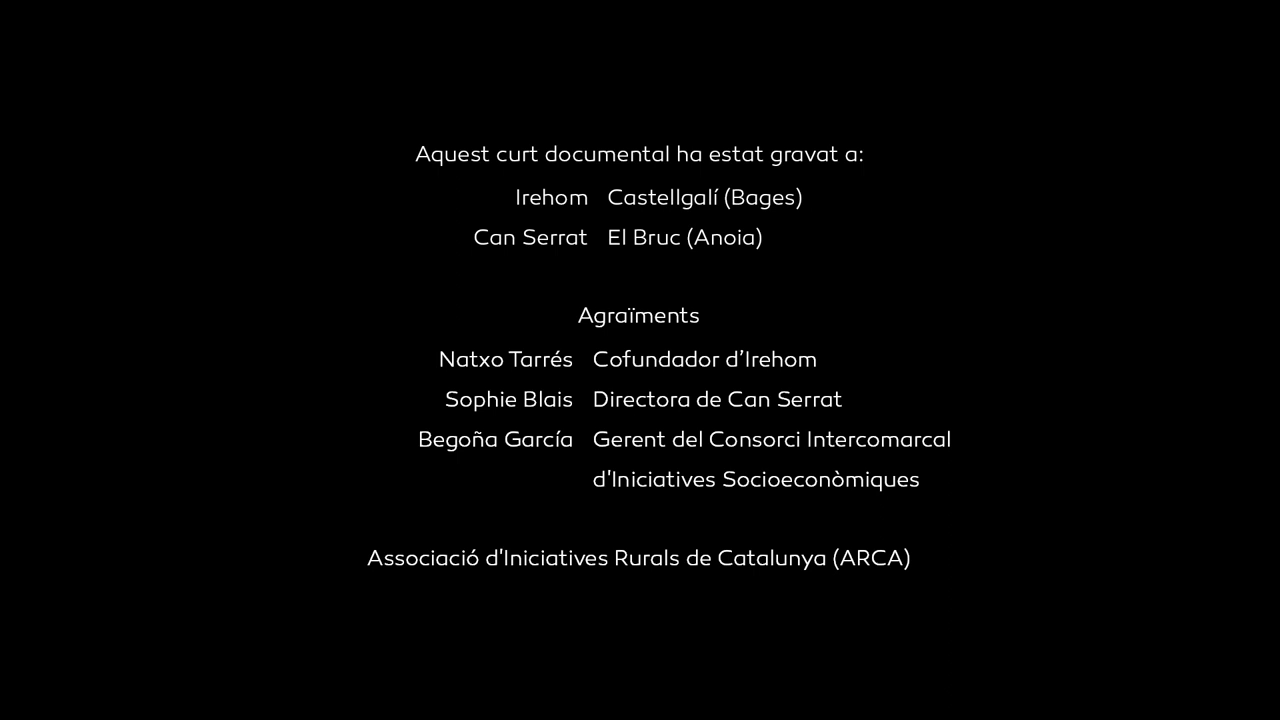 Aquest curt documental ha estat gravat a:
Irehom Castellgalí (Bages)
Can Serrat El Bruc (Anoia)
Agraïments
Natxo Tarrés Cofundador d’Irehom
Sophie Blais Directora de Can Serrat
Begoña García Gerent del Consorci Intercomarcal
d'Iniciatives Socioeconòmiques
Associació d'Iniciatives Rurals de Catalunya (ARCA)